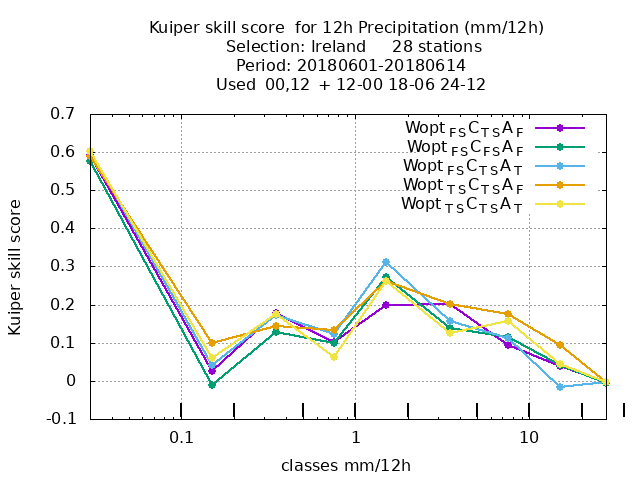 Kuiper skill score  for 12h Precipitation (mm/12h)
Selection: Ireland     28 stations
Period: 20180601-20180614
Used  00,12  + 12-00 18-06 24-12
Wopt FS C TS A F
Wopt FS C FS A F
Wopt FS C TS A T
Wopt TS C TS A F
Wopt TS C TS A T
Kuiper skill score
0.7
0.6
0.5
0.4
0.3
0.2
0.1
0
-0.1
0.1 1 10
classes mm/12h